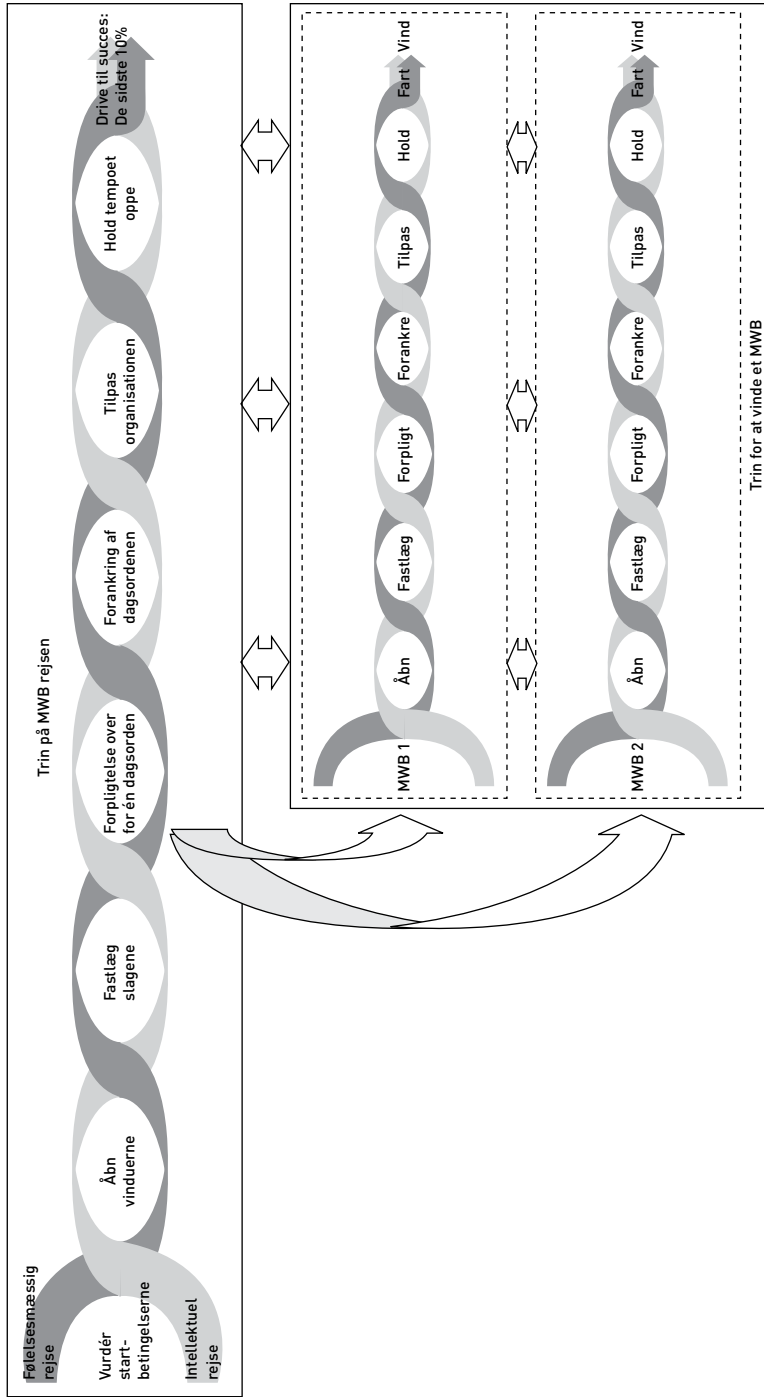 Trin på MWB rejsen
Følelsesmæssig
rejse
Vurdér
start-
betingelserne
Intellektuel
rejse
Åbn
vinduerne
Fastlæg
slagene
Forpligtelse over
for én dagsorden
Forankring af
dagsordenen
Tilpas
organisationen
Hold tempoet
oppe
Drive til succes:
De sidste 10%
MWB 1
Åbn
Fastlæg
Forpligt
Forankre
Tilpas
Hold
Fart
Vind
MWB 2
Åbn
Fastlæg
Forpligt
Forankre
Tilpas
Hold
Fart
Vind
Trin for at vinde et MWB